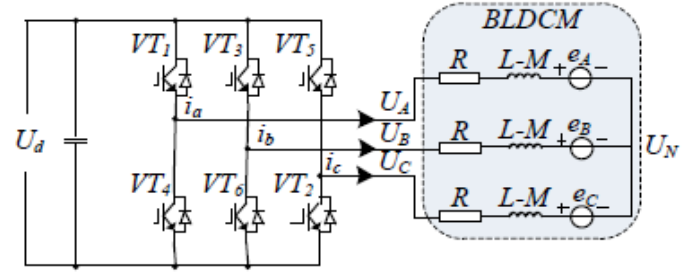 BLDCM
VT1 VT3 VT5
R L-M + eA −
ia UA
Ud ib UB R L-M + eB − UN
ic UC
VT4 VT6 VT2
R L-M + eC −